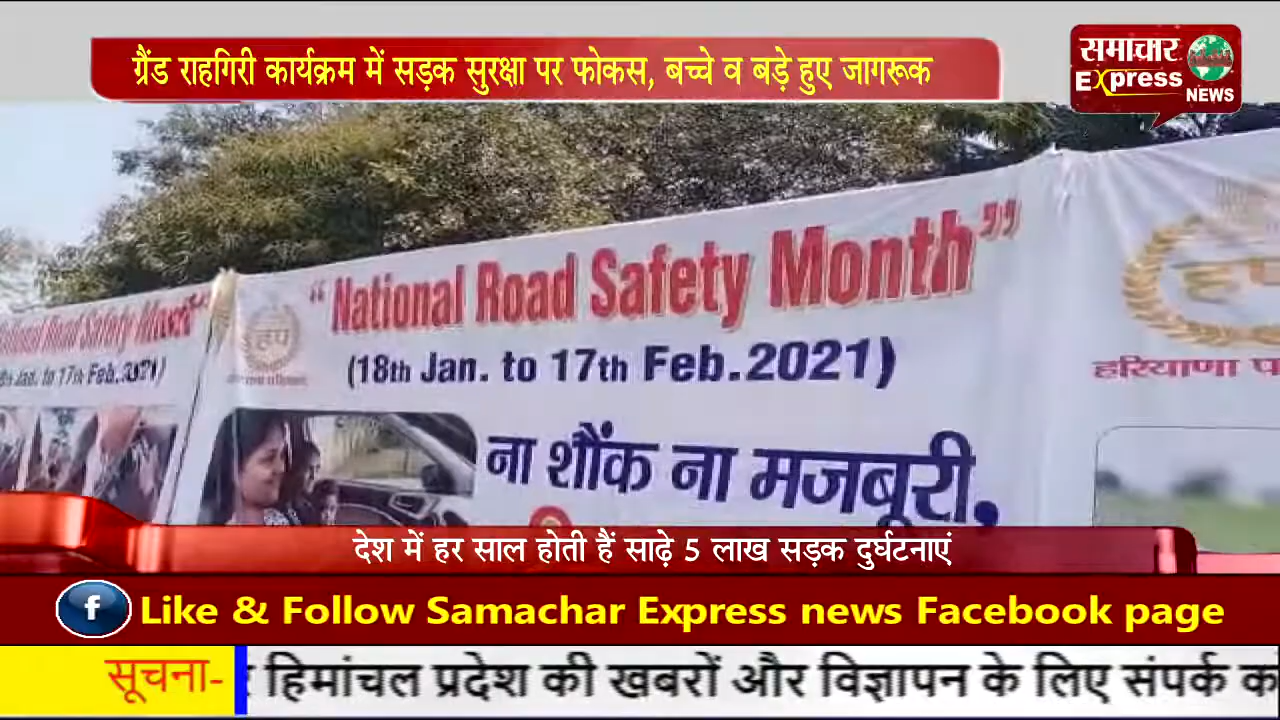 ग्रैंड राहगिरी कार्यक्रम में सड़क सुरक्षा पर फोकस, बच्चे व बड़े हुए जागरूक
समाचार
Express
NEWS
“National Road Safety Month”
(18th Jan. to 17th Feb.2021)
हप
हरियाणा
ना शौंक ना मजबूरी,
देश में हर साल होती हैं साढ़े 5 लाख सड़क दुर्घटनाएं
f Like & Follow Samachar Express news Facebook page
सूचना- हिमांचल प्रदेश की खबरों और विज्ञापन के लिए संपर्क